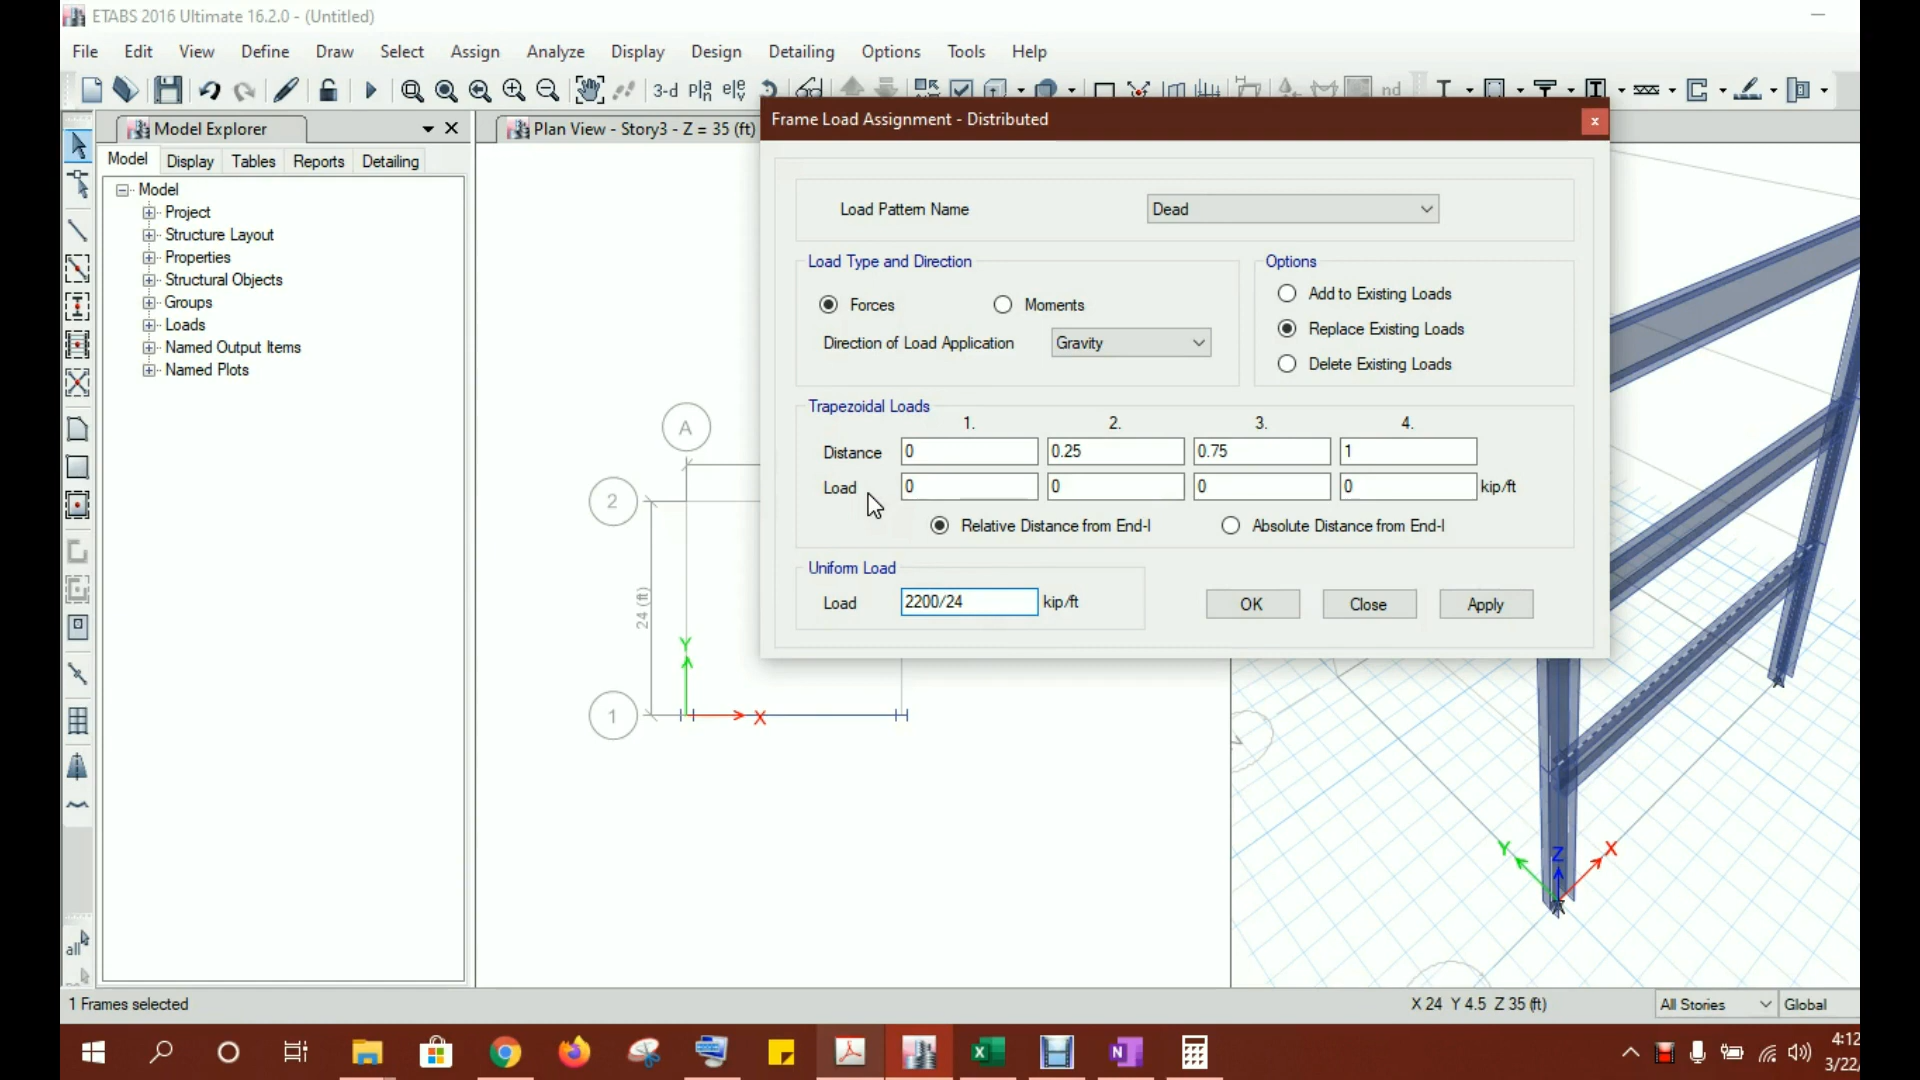 ETABS 2016 Ultimate 16.2.0 - (Untitled)
File Edit View Define Draw Select Assign Analyze Display Design Detailing Options Tools Help
3-d
nd
Model Explorer
Model Display Tables Reports Detailing
Model
Project
Structure Layout
Properties
Structural Objects
Groups
Loads
Named Output Items
Named Plots
Plan View - Story3 - Z = 35 (ft)
A
2
24 (ft)
Y
1
X
Frame Load Assignment - Distributed
x
Load Pattern Name
Dead
Load Type and Direction
Forces
Moments
Direction of Load Application
Gravity
Options
Add to Existing Loads
Replace Existing Loads
Delete Existing Loads
Trapezoidal Loads
1. 2. 3. 4.
Distance 0 0.25 0.75 1
Load 0 0 0 0 kip/ft
Relative Distance from End-I
Absolute Distance from End-I
Uniform Load
Load 2200/24 kip/ft
OK Close Apply
Y
Z
X
all
1 Frames selected
X 24 Y 4.5 Z 35 (ft)
All Stories
Global
4:12
3/22